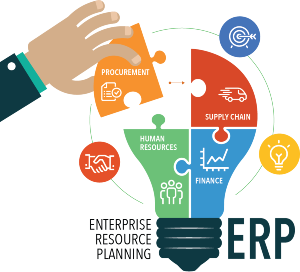 PROCUREMENT
SUPPLY CHAIN
HUMAN
RESOURCES
FINANCE
ENTERPRISE
RESOURCE
PLANNING
ERP